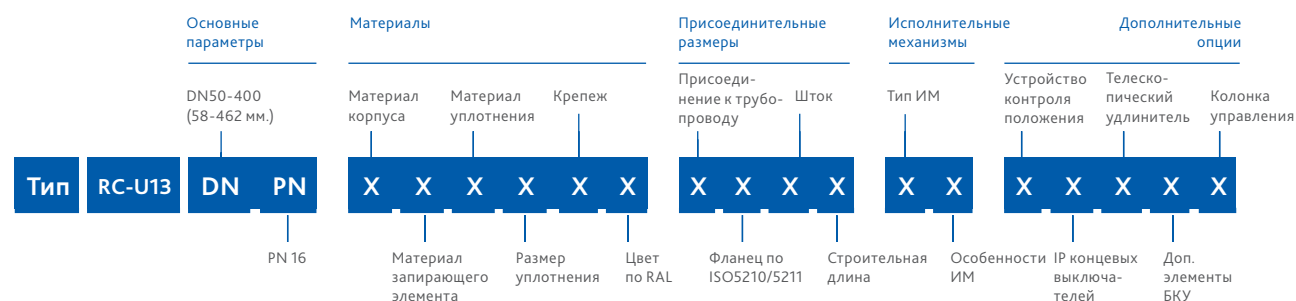 Основные
параметры
Материалы
Присоединительные
размеры
Исполнительные
механизмы
Дополнительные
опции
DN50-400
(58-462 мм.)
Материал
корпуса
Материал
уплотнения
Крепеж
Присоеди-
нение к трубо-
проводу
Шток
Тип ИМ
Устройство
контроля
положения
Телеско-
пический
удлинитель
Колонка
управления
Тип RC-U13 DN PN X X X X X X X X X X X X X X X X X
PN 16
Материал
запирающего
элемента
Размер
уплотнения
Цвет
по RAL
Фланец по
ISO5210/5211
Строительная
длина
Особенности
ИМ
IP концевых
выключа-
телей
Доп.
элементы
БКУ